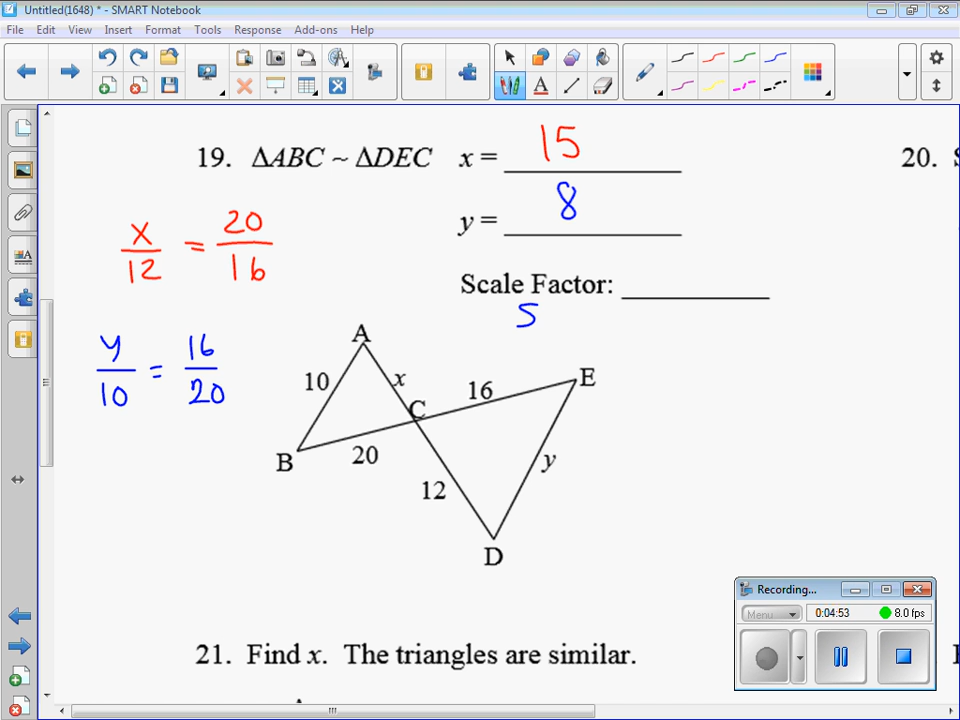 Untitled(1648) * - SMART Notebook
File Edit View Insert Format Tools Response Add-ons Help
19. ΔABC ~ ΔDEC x = 15
20.
y = 8
x/12 = 20/16
Scale Factor:
5
y/10 = 16/20
A
10
x
C
16
E
B
20
12
y
D
Recording...
Menu
0:04:53
8.0 fps
21. Find x. The triangles are similar.